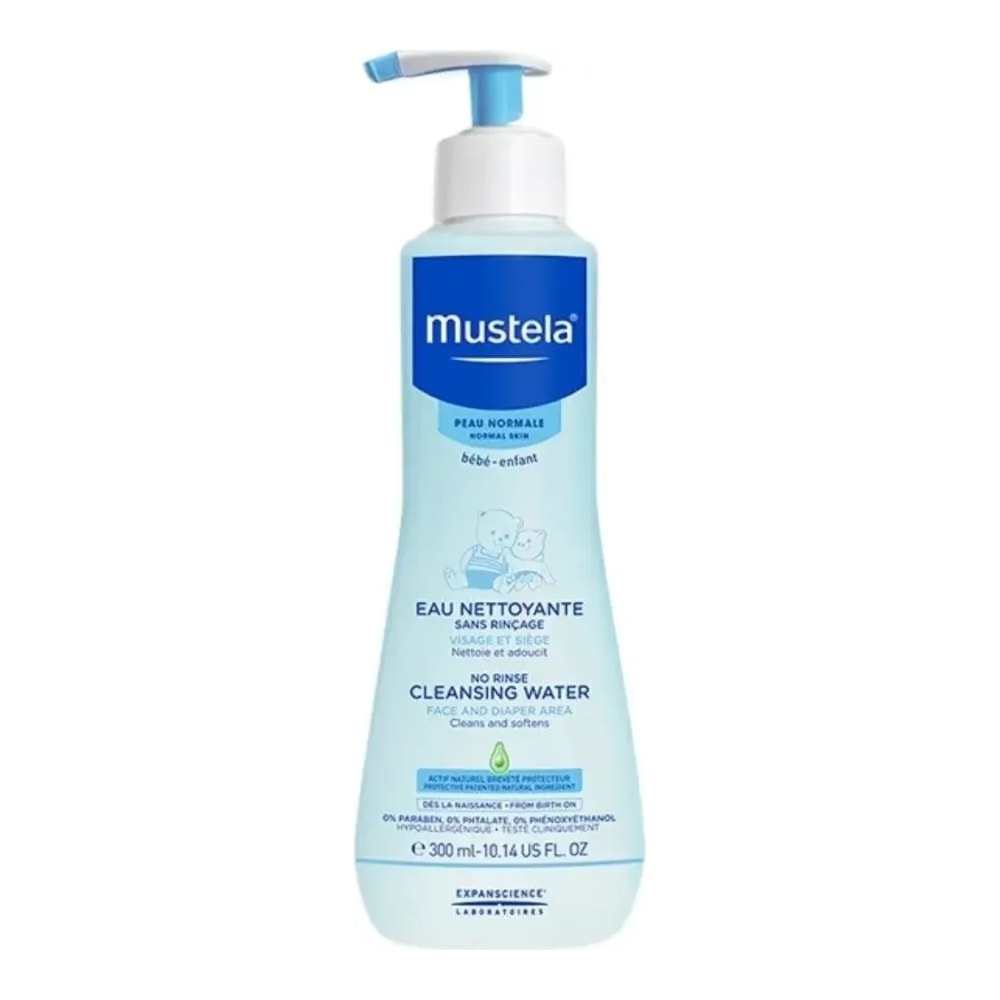 mustela®
PEAU NORMALE
NORMAL SKIN
bébé-enfant
EAU NETTOYANTE
SANS RINÇAGE
VISAGE ET SIÈGE
Nettoie et adoucit
NO RINSE
CLEANSING WATER
FACE AND DIAPER AREA
Cleans and softens
ACTIF NATUREL BREVETÉ PROTECTEUR
PROTECTIVE PATENTED NATURAL INGREDIENT
DÈS LA NAISSANCE • FROM BIRTH ON
0% PARABEN, 0% PHTALATE, 0% PHÉNOXYÉTHANOL
HYPOALLERGÉNIQUE • TESTÉ CLINIQUEMENT
℮ 300 ml-10.14 US FL. OZ
EXPANSCIENCE
LABORATOIRES